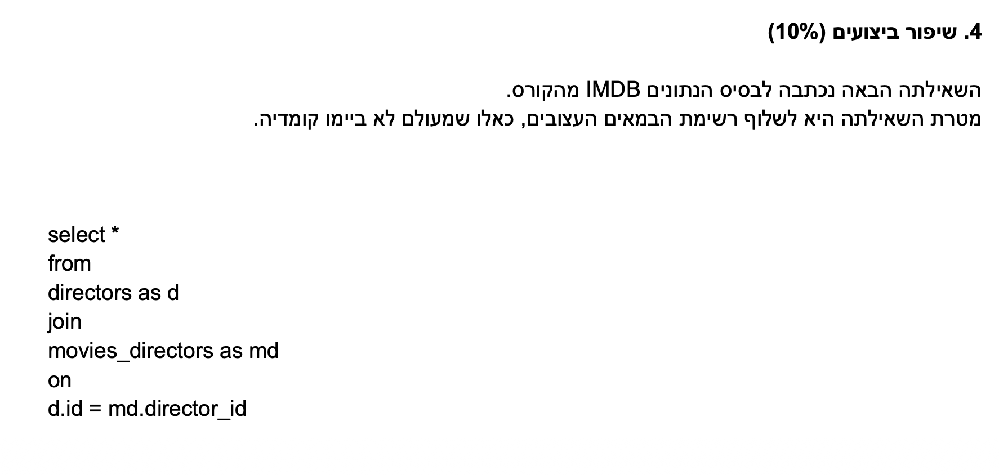 4. שיפור ביצועים (10%)
השאילתה הבאה נכתבה לבסיס הנתונים IMDB מהקורס.
מטרת השאילתה היא לשלוף רשימת הבמאים העצובים, כאלו שמעולם לא ביימו קומדיה.
select *
from
directors as d
join
movies_directors as md
on
d.id = md.director_id